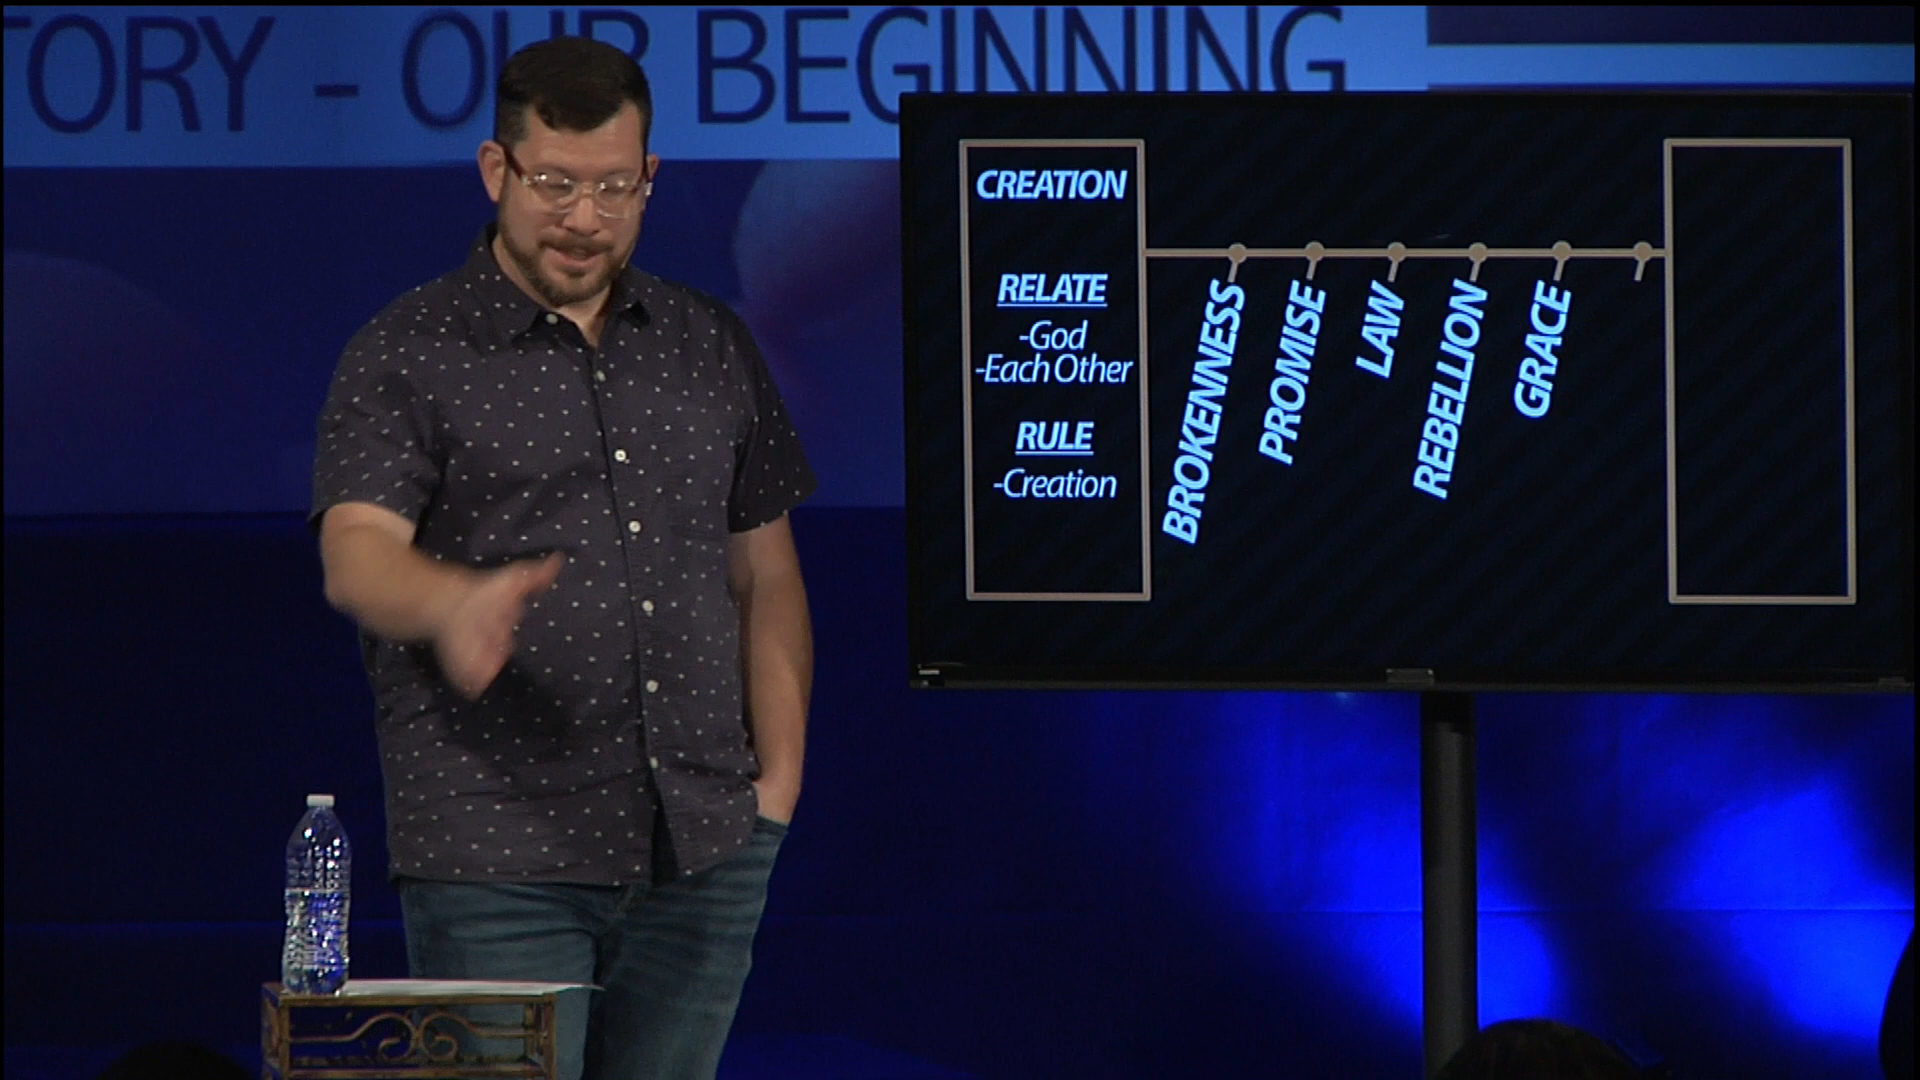 TORY - OUR BEGINNING
CREATION
RELATE
-God
-Each Other
RULE
-Creation
BROKENNESS
PROMISE
LAW
REBELLION
GRACE